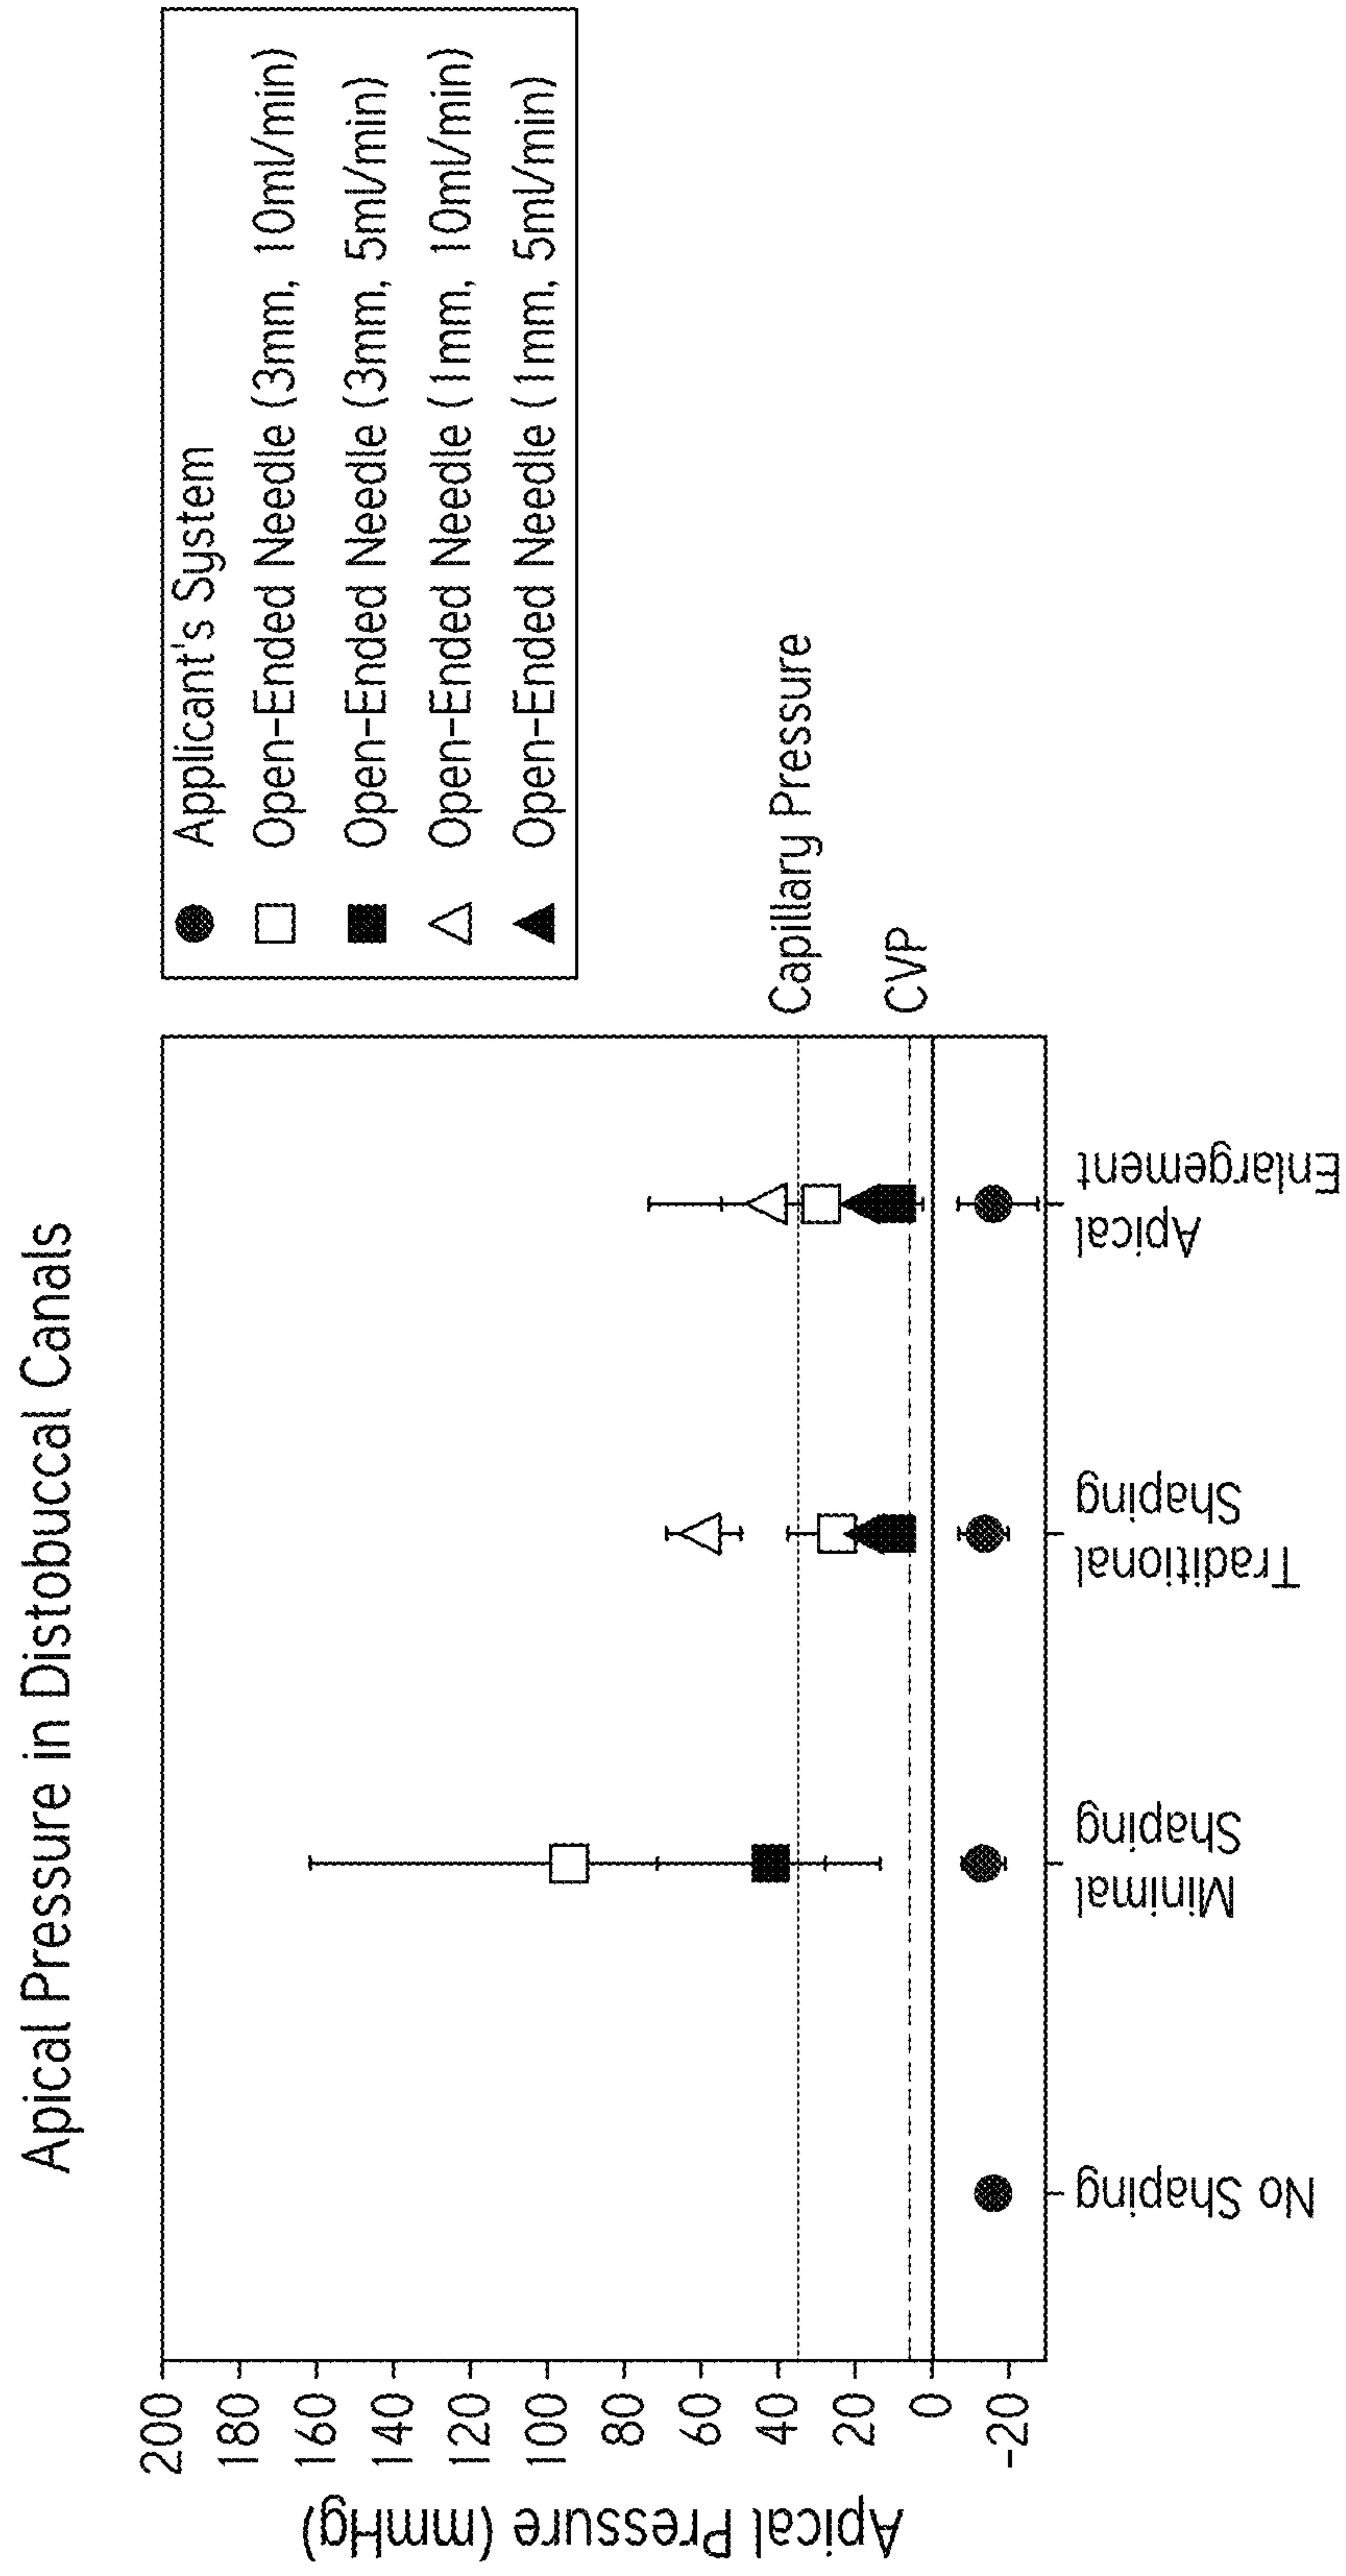 Apical Pressure in Distobuccal Canals
Apical Pressure (mmHg)
200
180
160
140
120
100
80
60
40
20
0
-20
No Shaping
Minimal
Shaping
Traditional
Shaping
Apical
Enlargement
Capillary Pressure
CVP
Applicant's System
Open-Ended Needle (3mm, 10ml/min)
Open-Ended Needle (3mm, 5ml/min)
Open-Ended Needle (1mm, 10ml/min)
Open-Ended Needle (1mm, 5ml/min)